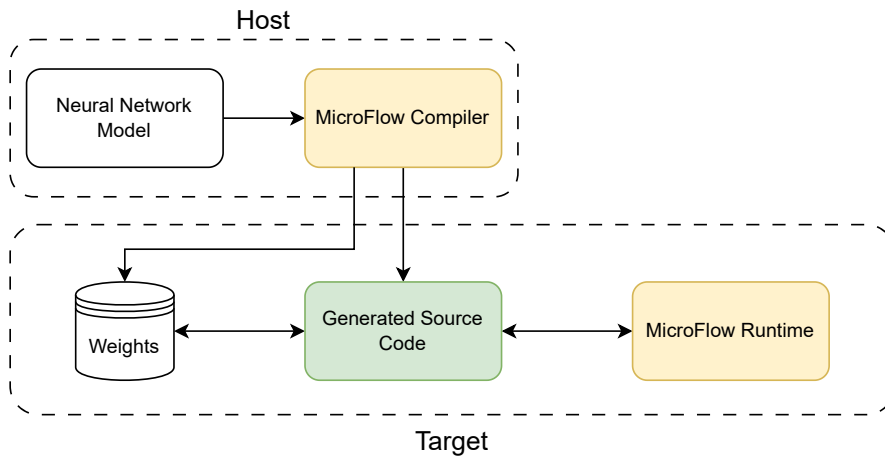 Host
Neural Network
Model
MicroFlow Compiler
Weights
Generated Source
Code
MicroFlow Runtime
Target